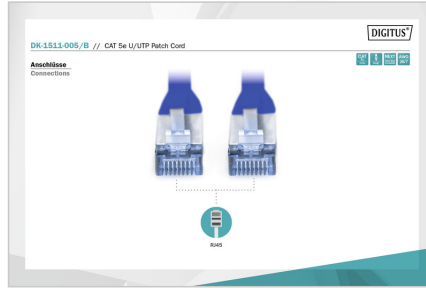 DIGITUS®
DK-1511-005/B // CAT 5e U/UTP Patch Cord
Anschlüsse
Connections
RJ45